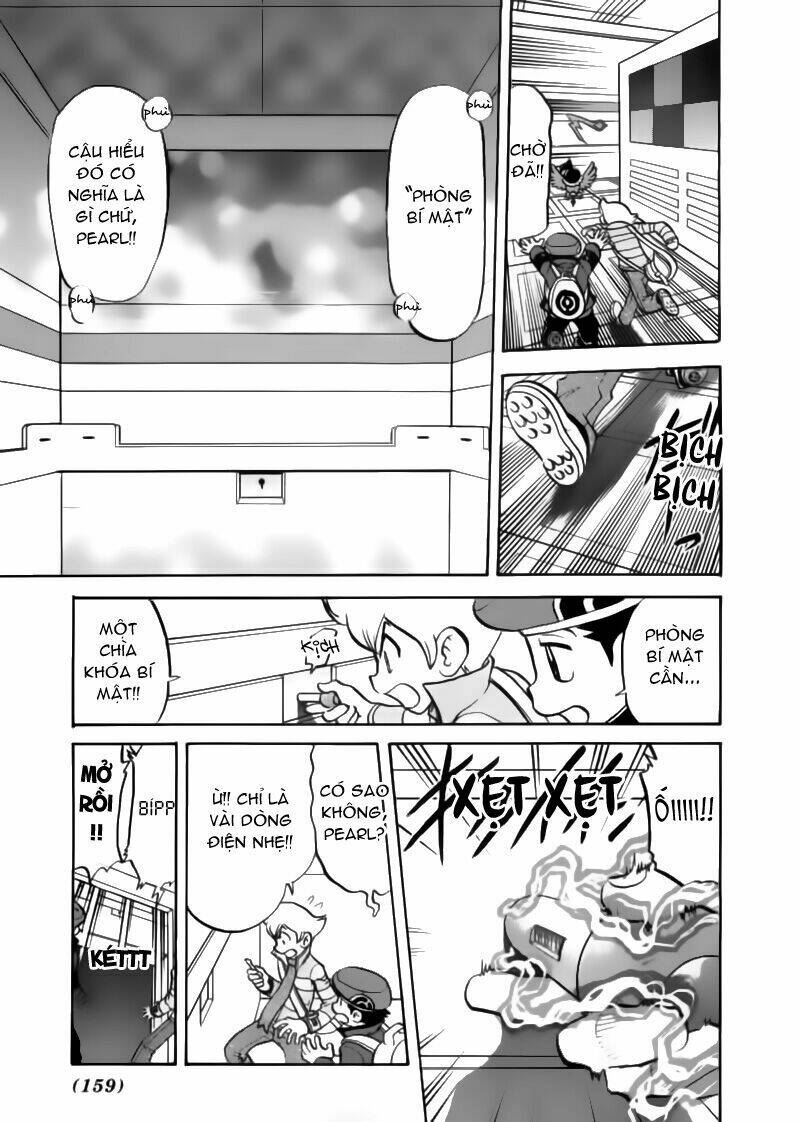 CHỜ
ĐÃ!!
BỊCH
BỊCH
phù
"PHÒNG
BÍ MẬT"
phù
phù
CẬU HIỂU
ĐÓ CÓ
NGHĨA LÀ
GÌ CHỨ,
PEARL!!
phù
PHÒNG
BÍ MẬT
CẦN...
KỊCH
MỘT
CHÌA
KHÓA BÍ
MẬT!!
XẸT XẸT
ỐIIIII!!
CÓ SAO
KHÔNG,
PEARL?
Ừ!! CHỈ LÀ
VÀI DÒNG
ĐIỆN NHẸ!!
BÍPP
MỞ
RỒI
!!
KÉTTT
(159)